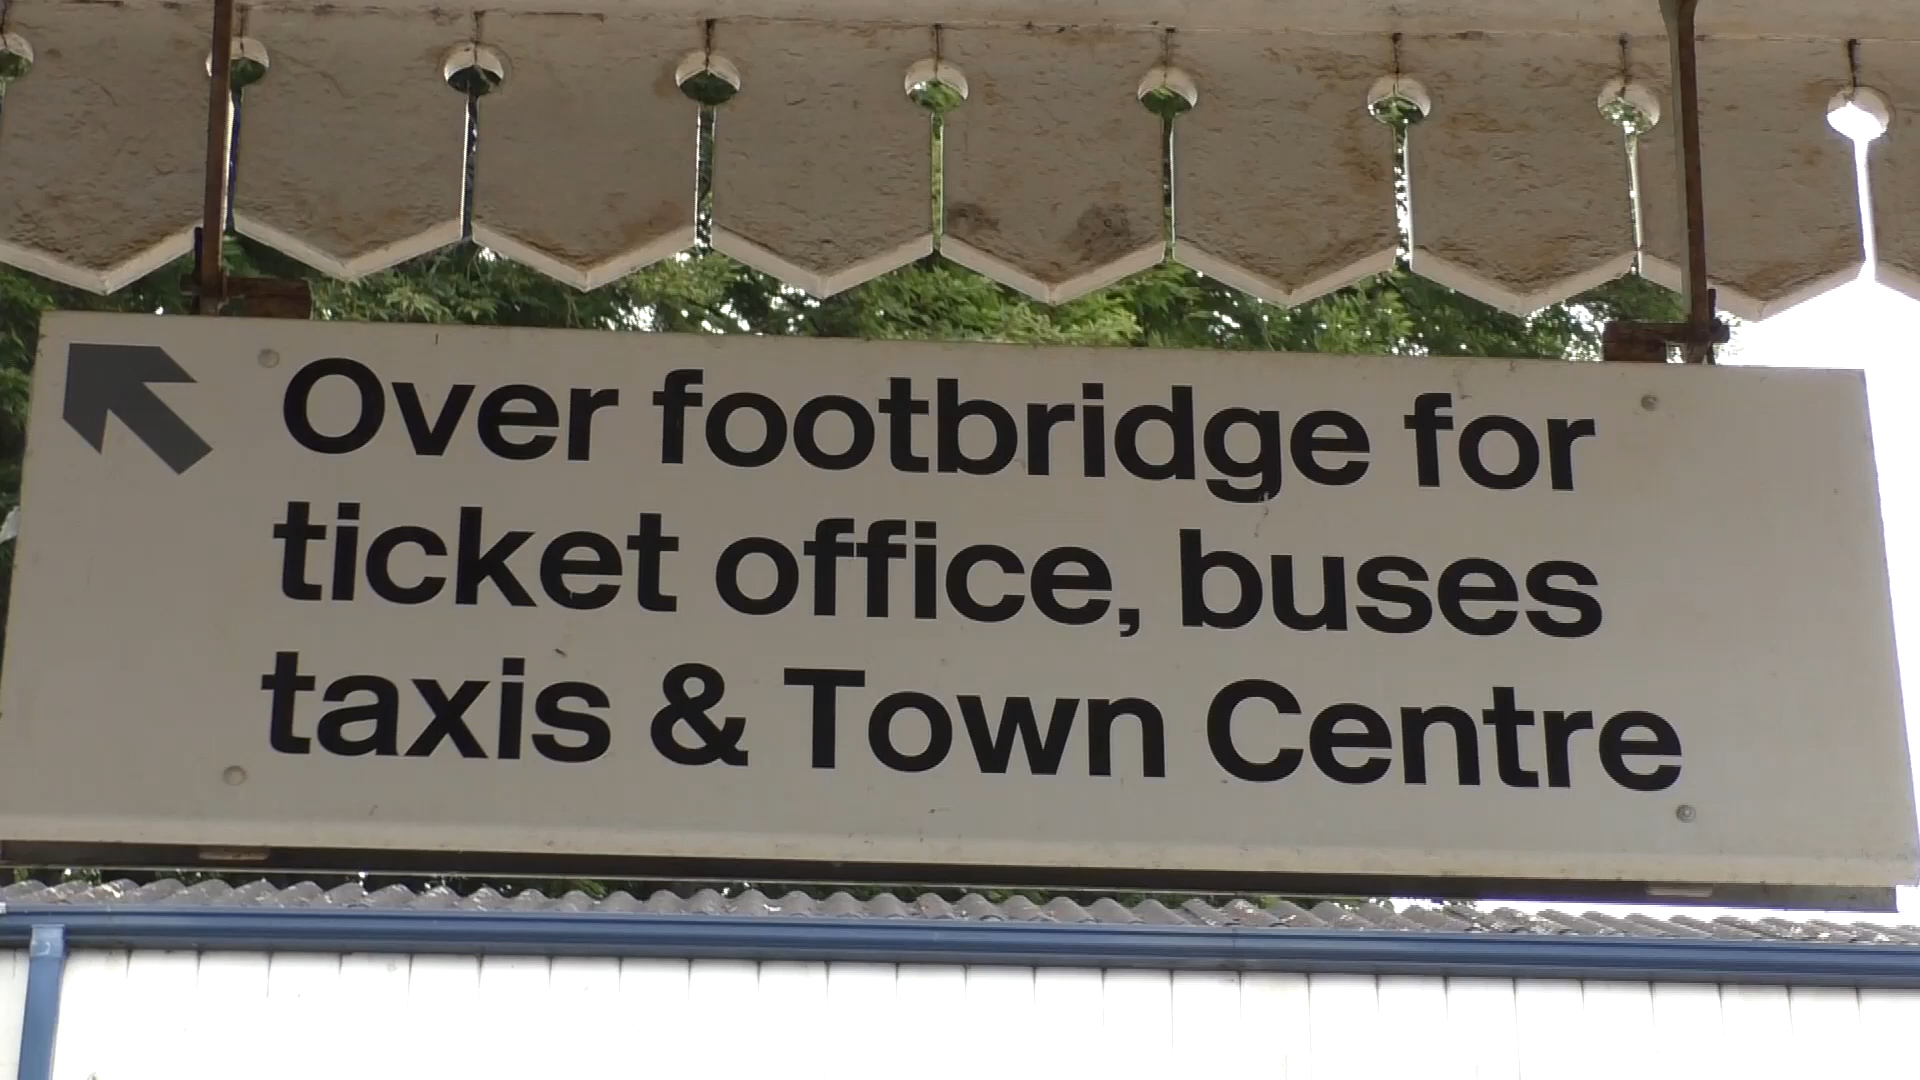 Over footbridge for
ticket office, buses
taxis & Town Centre